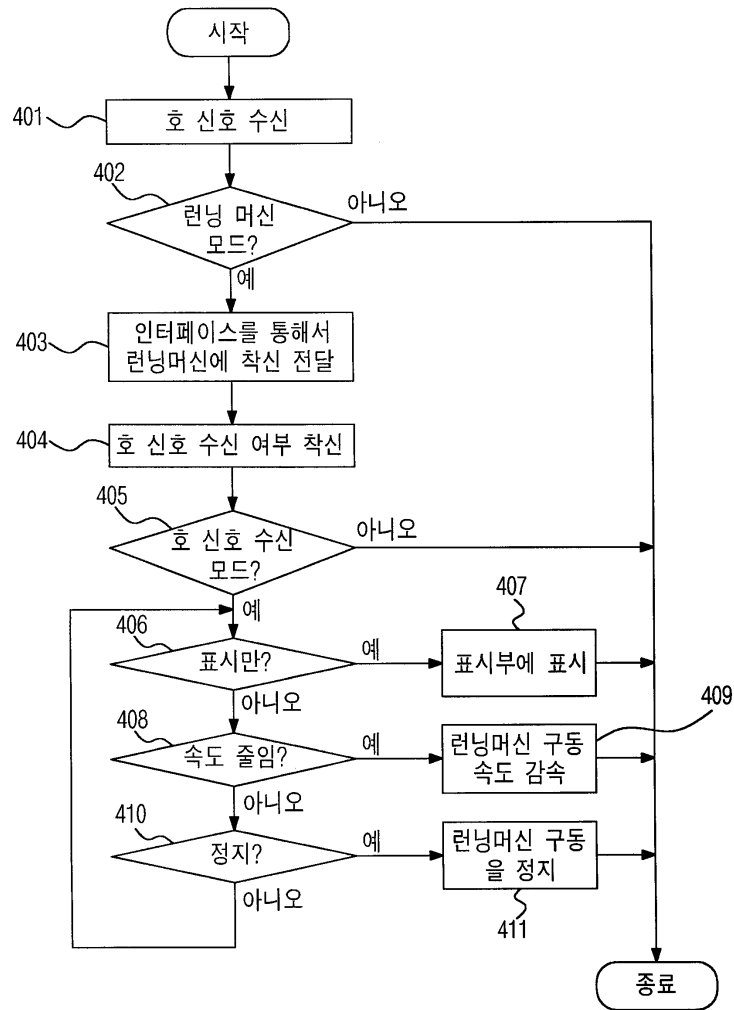 시작
401
호 신호 수신
402
런닝 머신
모드?
아니오
예
403
인터페이스를 통해서
런닝머신에 착신 전달
404
호 신호 수신 여부 착신
405
호 신호 수신
모드?
아니오
예
406
표시만?
예
407
표시부에 표시
아니오
408
속도 줄임?
예
409
런닝머신 구동
속도 감속
아니오
410
정지?
예
런닝머신 구동
을 정지
411
아니오
종료